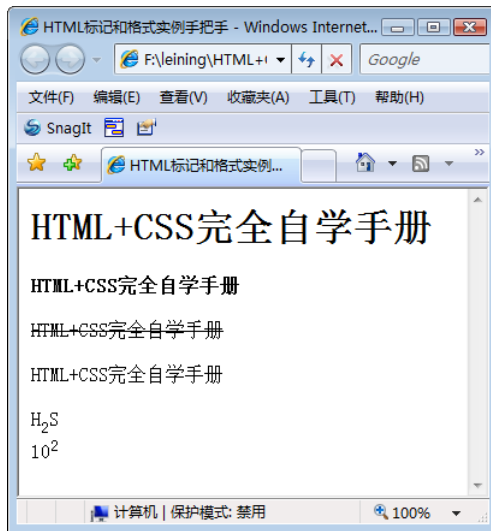 HTML标记和格式实例手把手 - Windows Internet...
F:\leining\HTML+(
Google
文件(F) 编辑(E) 查看(V) 收藏夹(A) 工具(T) 帮助(H)
SnagIt
HTML标记和格式实例...
HTML+CSS完全自学手册
HTML+CSS完全自学手册
HTML+CSS完全自学手册
HTML+CSS完全自学手册
H₂S
10²
计算机 | 保护模式: 禁用
100%